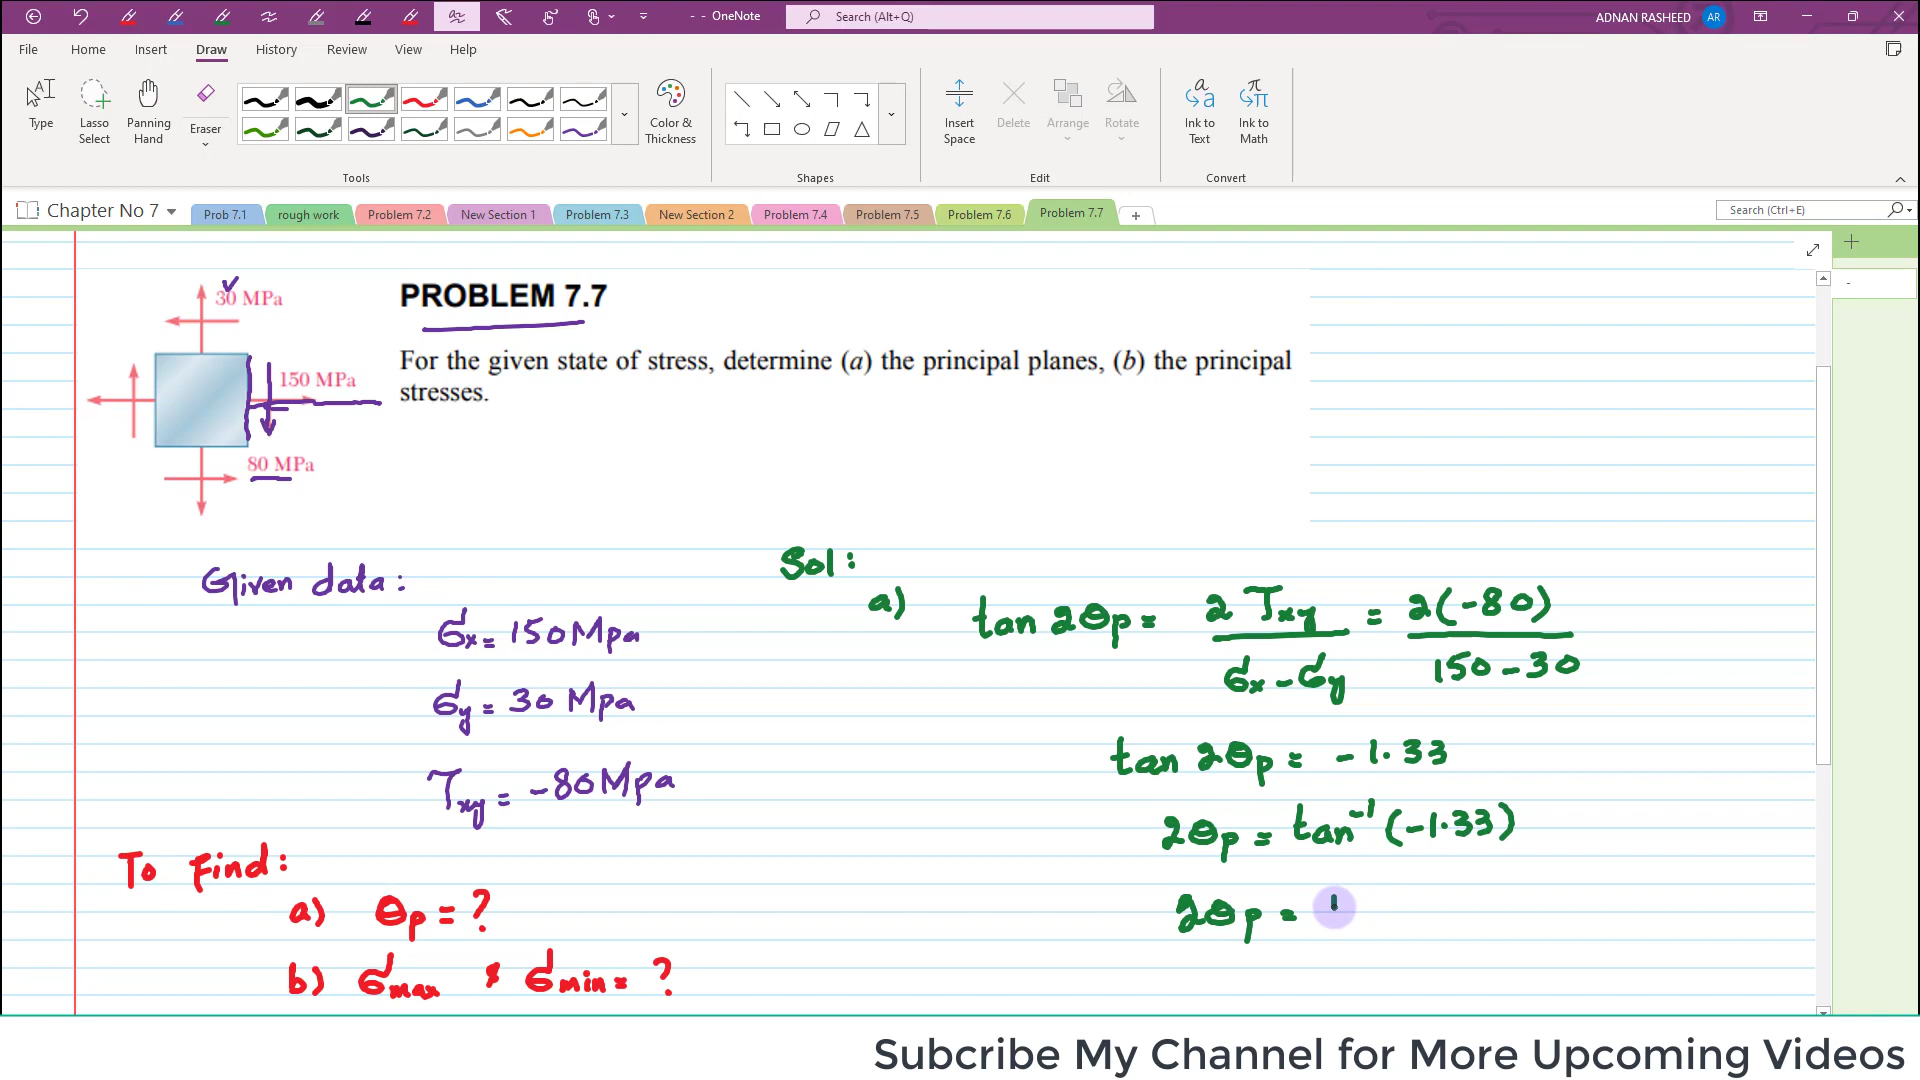 - - OneNote
Search (Alt+Q)
ADNAN RASHEED
AR
File Home Insert Draw History Review View Help
Type
Lasso Select
Panning Hand
Eraser
Color & Thickness
Insert Space
Delete
Arrange
Rotate
Ink to Text
Ink to Math
Tools
Shapes
Edit
Convert
Chapter No 7
Prob 7.1 rough work Problem 7.2 New Section 1 Problem 7.3 New Section 2 Problem 7.4 Problem 7.5 Problem 7.6 Problem 7.7
Search (Ctrl+E)
30 MPa
150 MPa
80 MPa
PROBLEM 7.7
For the given state of stress, determine (a) the principal planes, (b) the principal
stresses.
Given data:
σx = 150 Mpa
σy = 30 Mpa
Txy = -80 Mpa
To Find:
a) θp = ?
b) σmax & σmin = ?
Sol:
a) tan 2θp = 2 Txy / σx - σy = 2(-80) / 150 - 30
tan 2θp = -1.33
2θp = tan⁻¹ (-1.33)
2θp =
Subcribe My Channel for More Upcoming Videos